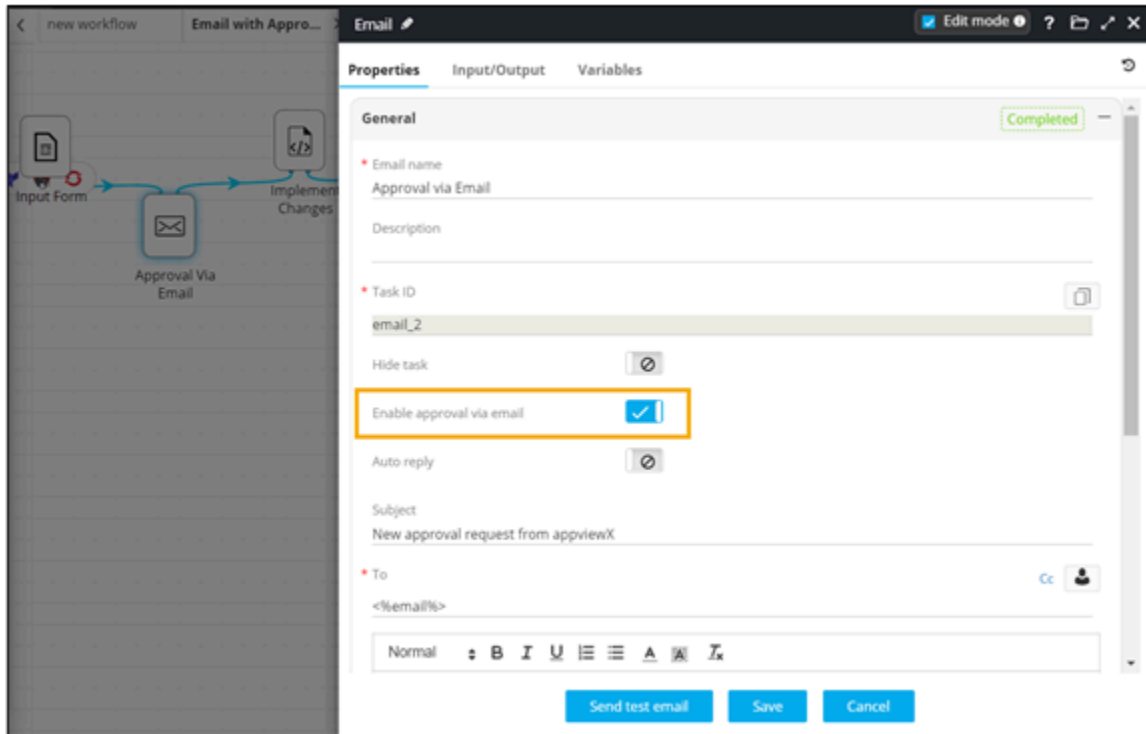 new workflow
Email with Appro...
Email
Edit mode
?
Properties
Input/Output
Variables
General
Completed
* Email name
Approval via Email
Description
* Task ID
email_2
Hide task
Enable approval via email
Auto reply
Subject
New approval request from appviewX
* To
Cc
<%email%>
Normal
B I U A A Tx
Send test email
Save
Cancel
Input Form
Approval Via
Email
Implemen
Changes